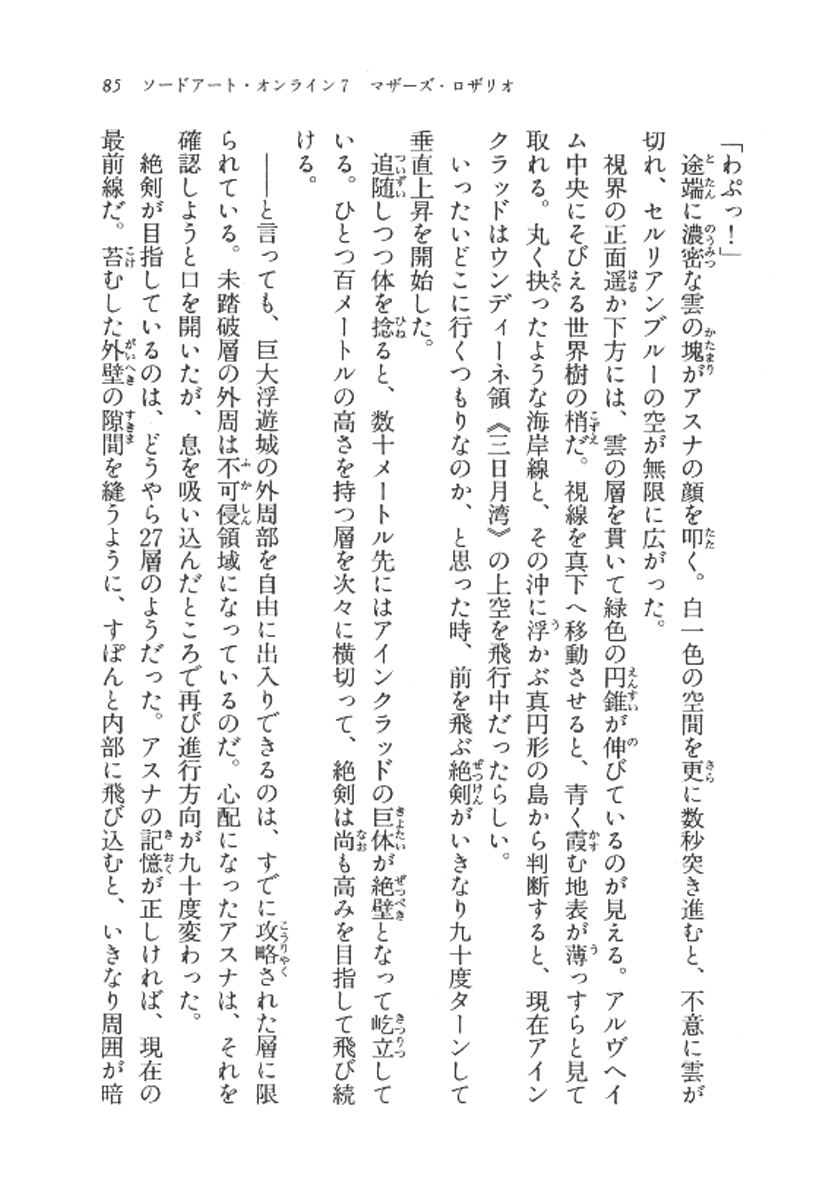 85　ソードアート・オンライン7　マザーズ・ロザリオ
「わぷっ！」
　途端に濃密な雲の塊がアスナの顔を叩く。白一色の空間を更に数秒突き進むと、不意に雲が
切れ、セルリアンブルーの空が無限に広がった。
　視界の正面遥か下方には、雲の層を貫いて緑色の円錐が伸びているのが見える。アルヴヘイ
ム中央にそびえる世界樹の梢だ。視線を真下へ移動させると、青く霞む地表が薄っすらと見て
取れる。丸く抉ったような海岸線と、その沖に浮かぶ真円形の島から判断すると、現在アイン
クラッドはウンディーネ領《三日月湾》の上空を飛行中だったらしい。
　いったいどこに行くつもりなのか、と思った時、前を飛ぶ絶剣がいきなり九十度ターンして
垂直上昇を開始した。
　追随しつつ体を捻ると、数十メートル先にはアインクラッドの巨体が絶壁となって屹立して
いる。ひとつ百メートルの高さを持つ層を次々に横切って、絶剣は尚も高みを目指して飛び続
ける。
　――と言っても、巨大浮遊城の外周部を自由に出入りできるのは、すでに攻略された層に限
られている。未踏破層の外周は不可侵領域になっているのだ。心配になったアスナは、それを
確認しようと口を開いたが、息を吸い込んだところで再び進行方向が九十度変わった。
　絶剣が目指しているのは、どうやら27層のようだった。アスナの記憶が正しければ、現在の
最前線だ。苔むした外壁の隙間を縫うように、すぽんと内部に飛び込むと、いきなり周囲が暗